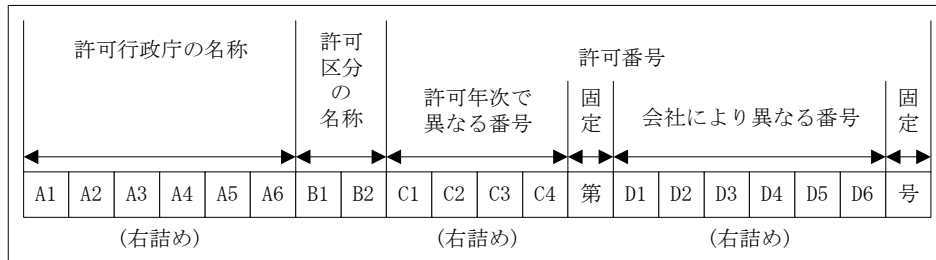 許可行政庁の名称
許可
区分
の
名称
許可番号
許可年次で
異なる番号
固
定
会社により異なる番号
固
定
A1 A2 A3 A4 A5 A6 B1 B2 C1 C2 C3 C4 第 D1 D2 D3 D4 D5 D6 号
(右詰め) (右詰め) (右詰め)